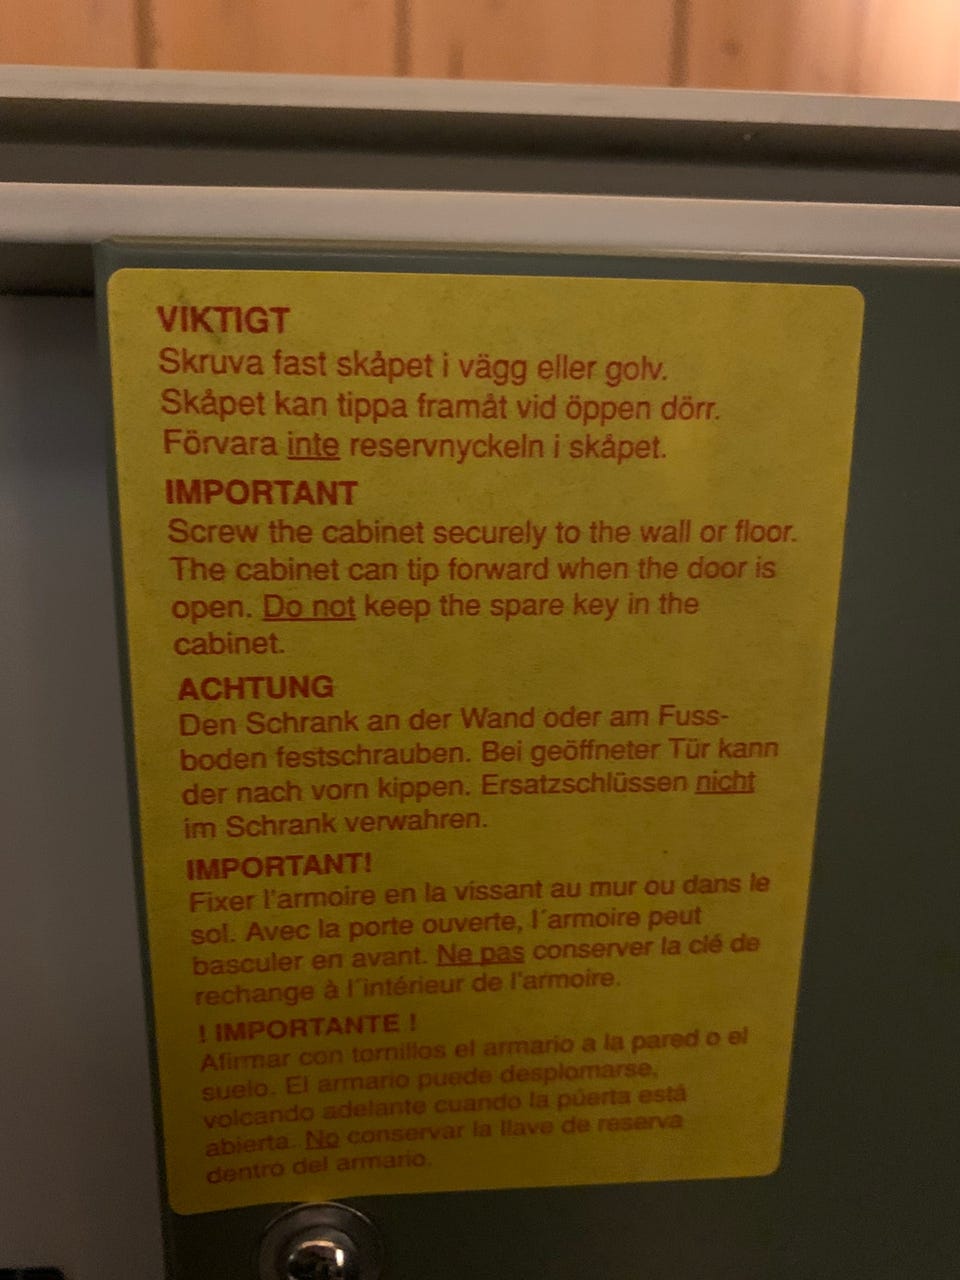 VIKTIGT
Skruva fast skåpet i vägg eller golv.
Skåpet kan tippa framåt vid öppen dörr.
Förvara inte reservnyckeln i skåpet.
IMPORTANT
Screw the cabinet securely to the wall or floor.
The cabinet can tip forward when the door is
open. Do not keep the spare key in the
cabinet.
ACHTUNG
Den Schrank an der Wand oder am Fuss-
boden festschrauben. Bei geöffneter Tür kann
der nach vorn kippen. Ersatzschlüssen nicht
im Schrank verwahren.
IMPORTANT!
Fixer l'armoire en la vissant au mur ou dans le
sol. Avec la porte ouverte, l´armoire peut
basculer en avant. Ne pas conserver la clé de
rechange à l´intérieur de l'armoire.
! IMPORTANTE !
Afirmar con tornillos el armario a la pared o el
suelo. El armario puede desplomarse,
volcando adelante cuando la púerta está
abierta. No conservar la llave de reserva
dentro del armario.